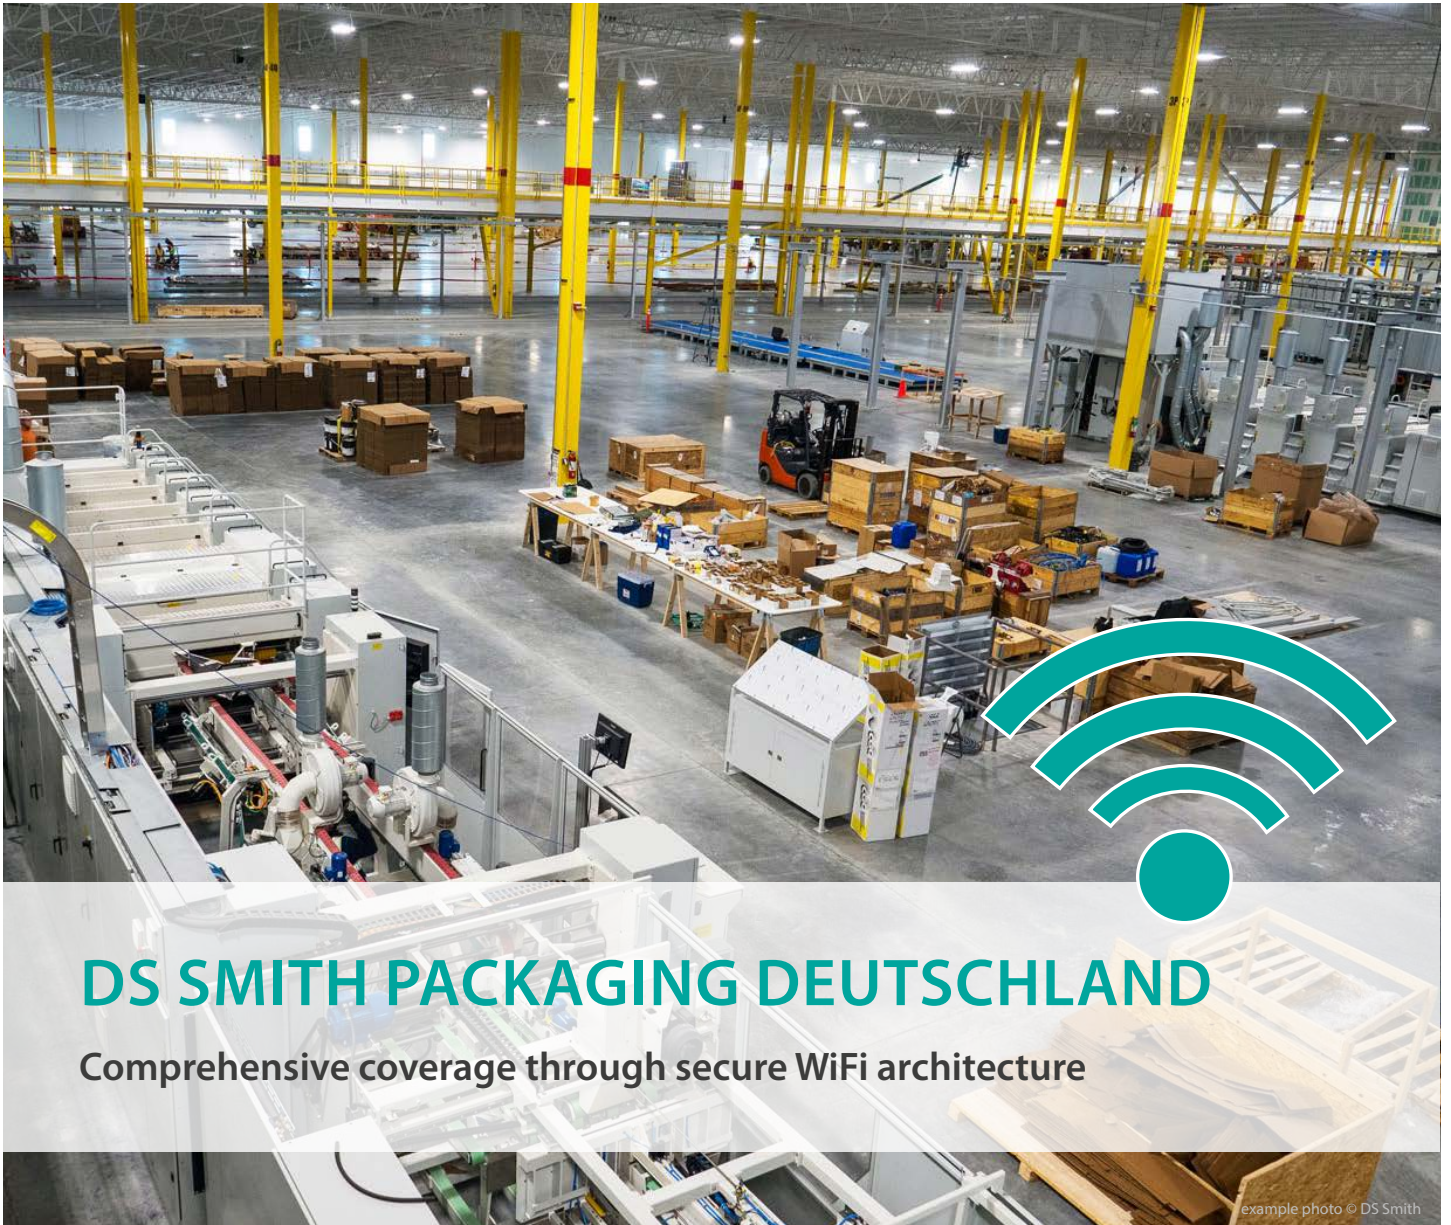 DS SMITH PACKAGING DEUTSCHLAND
Comprehensive coverage through secure WiFi architecture
example photo © DS Smith